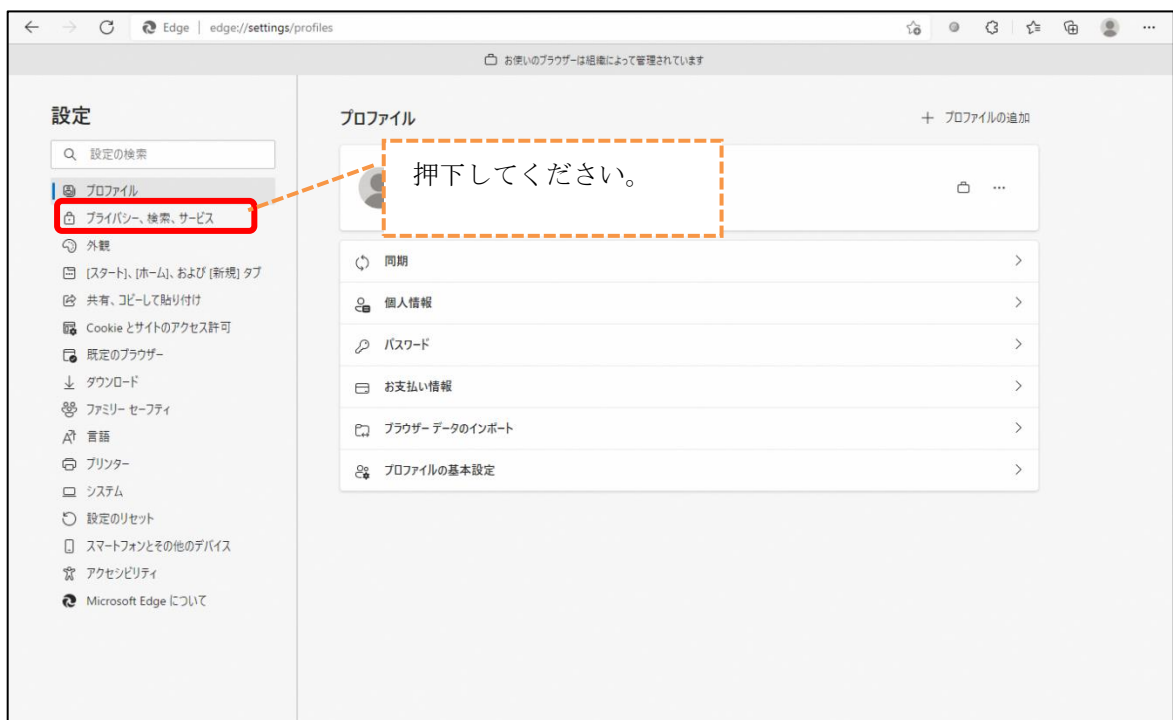 Edge | edge://settings/profiles
お使いのブラウザーは組織によって管理されています
設定
設定の検索
プロファイル
プライバシー、検索、サービス
外観
[スタート]、[ホーム]、および [新規] タブ
共有、コピーして貼り付け
Cookie とサイトのアクセス許可
既定のブラウザー
ダウンロード
ファミリー セーフティ
言語
プリンター
システム
設定のリセット
スマートフォンとその他のデバイス
アクセシビリティ
Microsoft Edge について
プロファイル
プロファイルの追加
押下してください。
同期
個人情報
パスワード
お支払い情報
ブラウザー データのインポート
プロファイルの基本設定